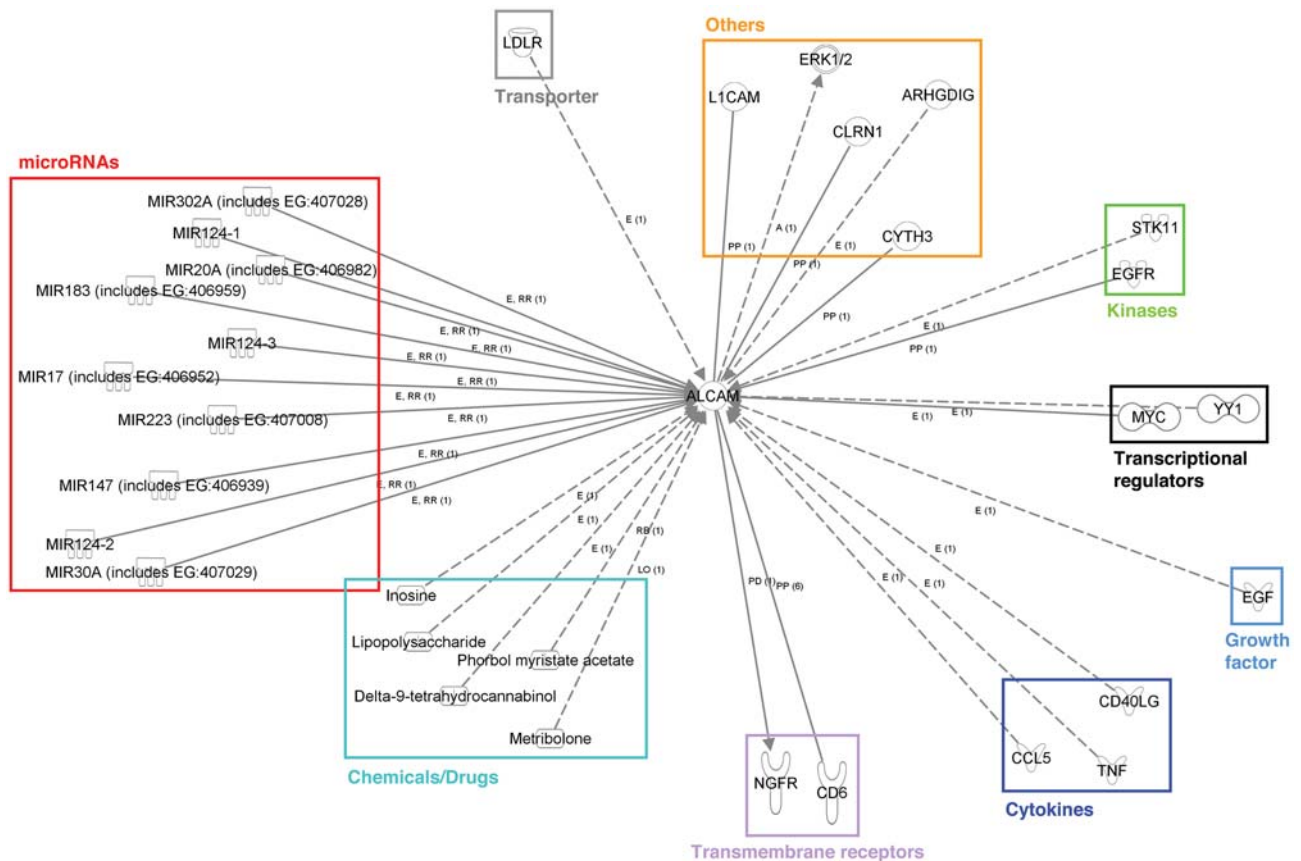 LDLR
Transporter
Others
ERK1/2
L1CAM
ARHGDIG
CLRN1
CYTH3
microRNAs
MIR302A (includes EG:407028)
MIR124-1
MIR20A (includes EG:406982)
MIR183 (includes EG:406959)
MIR124-3
MIR17 (includes EG:406952)
MIR223 (includes EG:407008)
MIR147 (includes EG:406939)
MIR124-2
MIR30A (includes EG:407029)
E (1)
PP (1)
A (1)
PP (1)
E (1)
PP (1)
STK11
EGFR
Kinases
E (1)
PP (1)
E, RR (1)
E, RR (1)
E, RR (1)
E, RR (1)
E, RR (1)
E, RR (1)
E, RR (1)
E, RR (1)
E, RR (1)
E, RR (1)
ALCAM
E (1)
E (1)
MYC
YY1
Transcriptional
regulators
E (1)
E (1)
E (1)
RB (1)
LO (1)
PD (1)
PP (6)
E (1)
E (1)
E (1)
E (1)
EGF
Growth
factor
Inosine
Lipopolysaccharide
Phorbol myristate acetate
Delta-9-tetrahydrocannabinol
Metribolone
Chemicals/Drugs
NGFR
CD6
Transmembrane receptors
CD40LG
CCL5
TNF
Cytokines